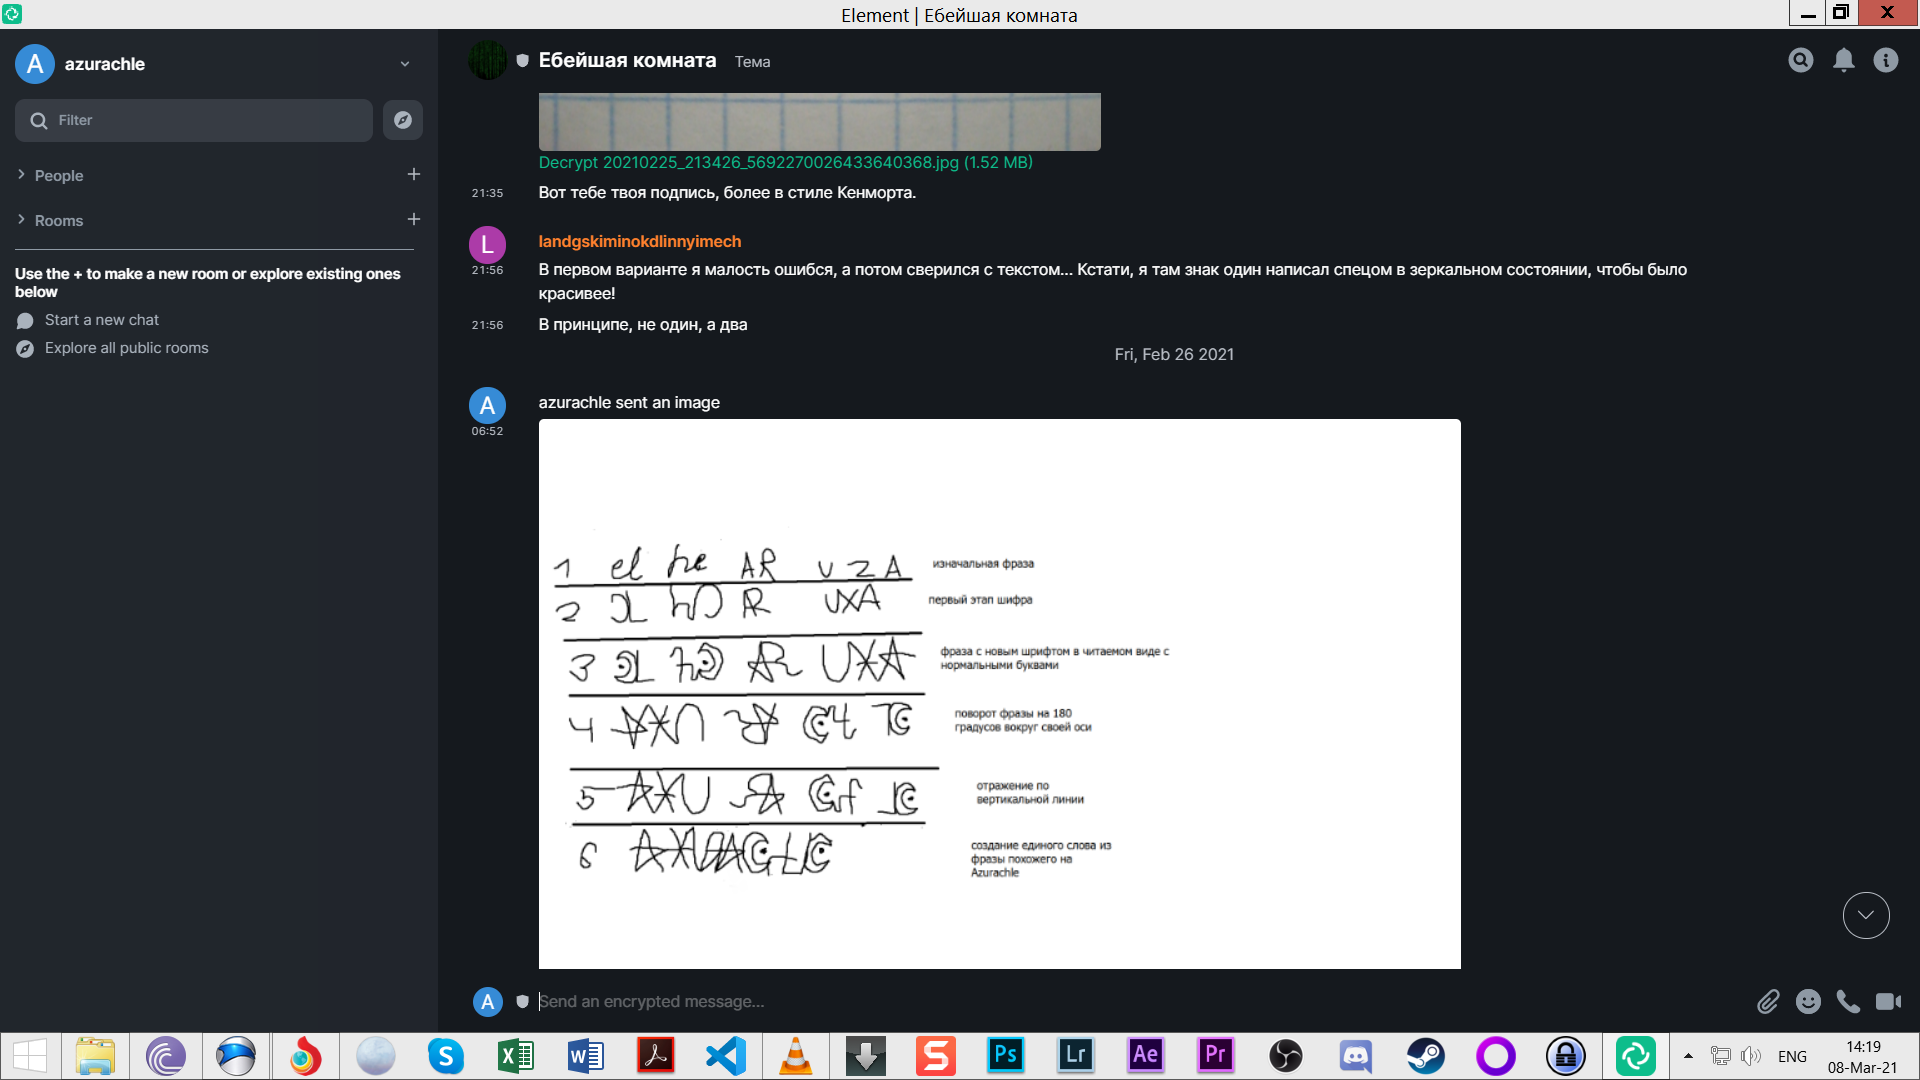 Element | Ебейшая комната
A azurachle
Filter
People
Rooms
Use the + to make a new room or explore existing ones
below
Start a new chat
Explore all public rooms
Ебейшая комната Тема
Decrypt 20210225_213426_5692270026433640368.jpg (1.52 MB)
21:35 Вот тебе твоя подпись, более в стиле Кенморта.
L landgskiminokdlinnyimech
21:56 В первом варианте я малость ошибся, а потом сверился с текстом... Кстати, я там знак один написал спецом в зеркальном состоянии, чтобы было
красивее!
21:56 В принципе, не один, а два
Fri, Feb 26 2021
A azurachle sent an image
06:52
1 el he AR v z A изначальная фраза
2 первый этап шифра
3 фраза с новым шрифтом в читаемом виде с
нормальными буквами
4 поворот фразы на 180
градусов вокруг своей оси
5 отражение по
вертикальной линии
6 создание единого слова из
фразы похожего на
Azurachle
A Send an encrypted message...
S X W Ps Lr Ae Pr ENG 14:19
08-Mar-21